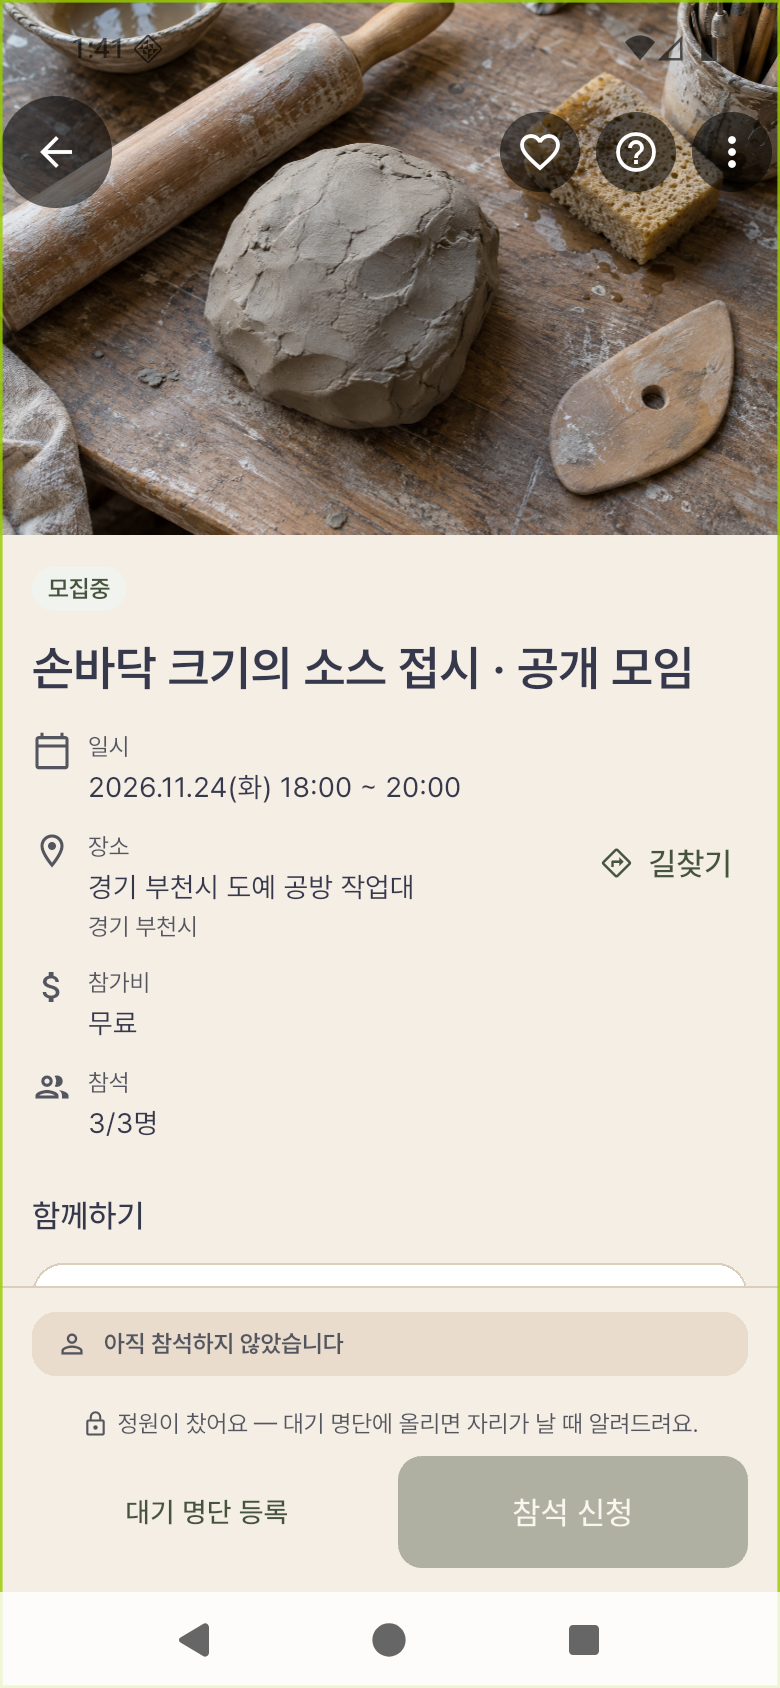 1:41
모집중
손바닥 크기의 소스 접시 · 공개 모임
일시
2026.11.24(화) 18:00 ~ 20:00
장소
경기 부천시 도예 공방 작업대
길찾기
경기 부천시
참가비
무료
참석
3/3명
함께하기
아직 참석하지 않았습니다
정원이 찼어요 — 대기 명단에 올리면 자리가 날 때 알려드려요.
대기 명단 등록
참석 신청